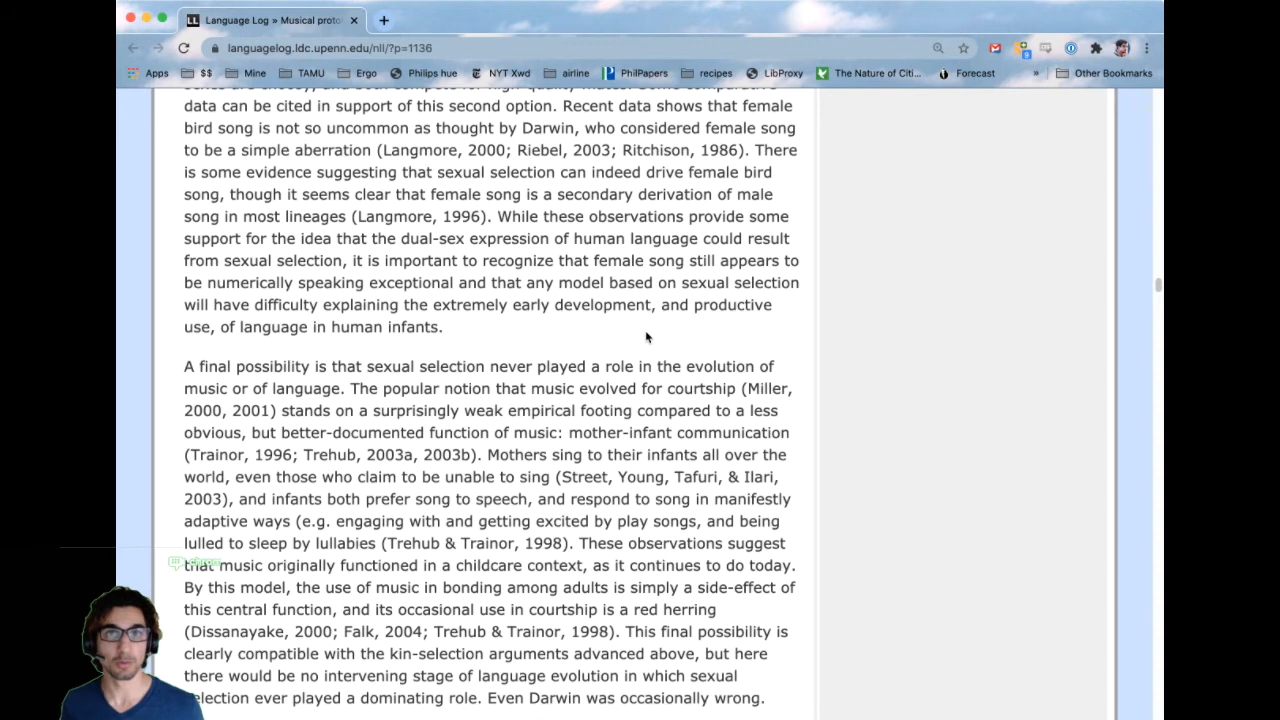 LL Language Log » Musical proto
languagelog.ldc.upenn.edu/nll/?p=1136
Apps $$ Mine TAMU Ergo Philips hue NYT Xwd airline PhilPapers recipes LibProxy The Nature of Citi... Forecast » Other Bookmarks
data can be cited in support of this second option. Recent data shows that female
bird song is not so uncommon as thought by Darwin, who considered female song
to be a simple aberration (Langmore, 2000; Riebel, 2003; Ritchison, 1986). There
is some evidence suggesting that sexual selection can indeed drive female bird
song, though it seems clear that female song is a secondary derivation of male
song in most lineages (Langmore, 1996). While these observations provide some
support for the idea that the dual-sex expression of human language could result
from sexual selection, it is important to recognize that female song still appears to
be numerically speaking exceptional and that any model based on sexual selection
will have difficulty explaining the extremely early development, and productive
use, of language in human infants.
A final possibility is that sexual selection never played a role in the evolution of
music or of language. The popular notion that music evolved for courtship (Miller,
2000, 2001) stands on a surprisingly weak empirical footing compared to a less
obvious, but better-documented function of music: mother-infant communication
(Trainor, 1996; Trehub, 2003a, 2003b). Mothers sing to their infants all over the
world, even those who claim to be unable to sing (Street, Young, Tafuri, & Ilari,
2003), and infants both prefer song to speech, and respond to song in manifestly
adaptive ways (e.g. engaging with and getting excited by play songs, and being
lulled to sleep by lullabies (Trehub & Trainor, 1998). These observations suggest
that music originally functioned in a childcare context, as it continues to do today.
By this model, the use of music in bonding among adults is simply a side-effect of
this central function, and its occasional use in courtship is a red herring
(Dissanayake, 2000; Falk, 2004; Trehub & Trainor, 1998). This final possibility is
clearly compatible with the kin-selection arguments advanced above, but here
there would be no intervening stage of language evolution in which sexual
selection ever played a dominating role. Even Darwin was occasionally wrong.